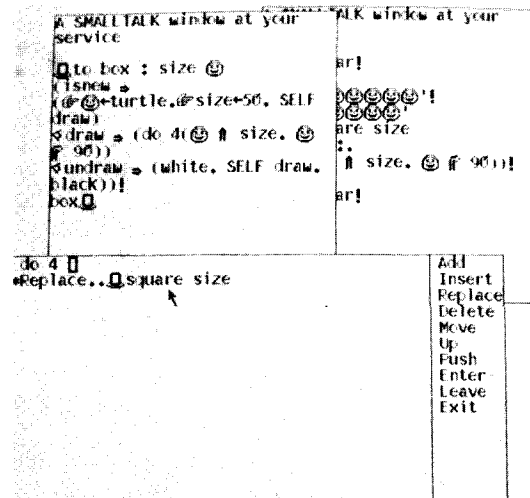 A SMALLTALK window at your
service
▯to box : size ☺
(isnew ⇒
(☞☺←turtle.☞size←50. SELF
draw)
∢draw ⇒ (do 4(☺ ⇑ size. ☺
↱ 90))
∢undraw ⇒ (white. SELF draw.
black))!
box▯
ALK window at your
ar!
☺☺☺☺☺'!
☺☺☺☺'
are size
:.
⇑ size. ☺ ↱ 90))!
ar!
do 4 ▯
*Replace..▯square size
Add
Insert
Replace
Delete
Move
Up
Push
Enter
Leave
Exit